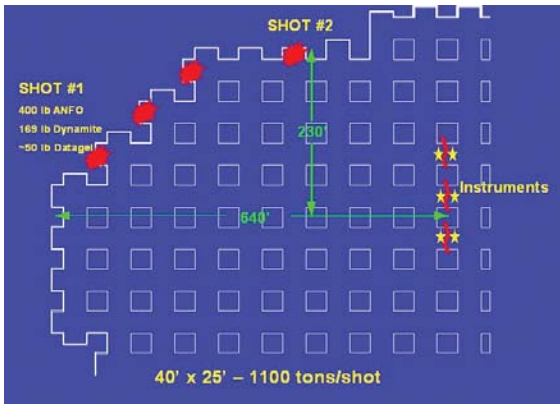 SHOT #2
SHOT #1
400 lb ANFO
169 lb Dynamite
~50 lb Datagel
230'
Instruments
640'
40' x 25' – 1100 tons/shot